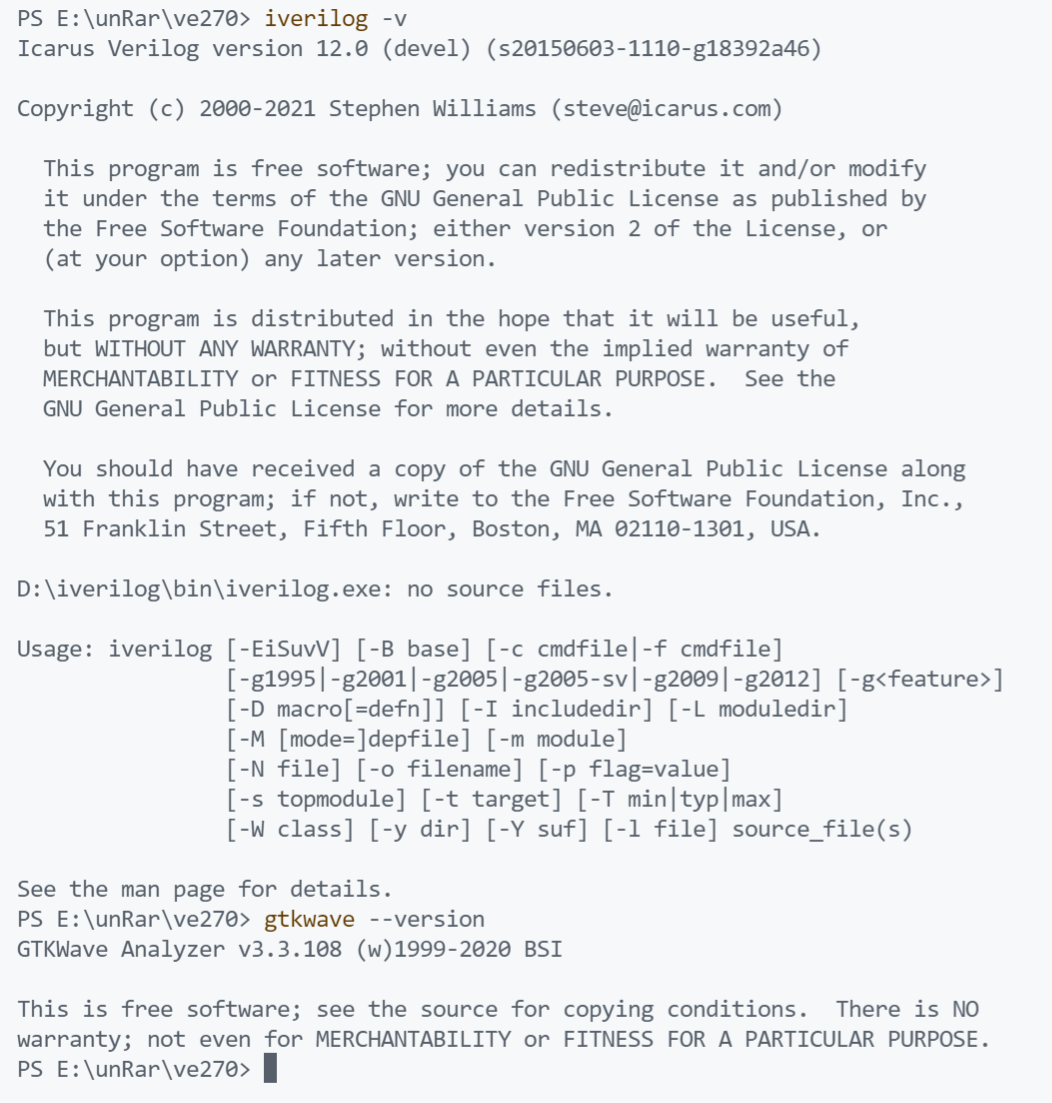 PS E:\unRar\ve270> iverilog -v
Icarus Verilog version 12.0 (devel) (s20150603-1110-g18392a46)

Copyright (c) 2000-2021 Stephen Williams (steve@icarus.com)

  This program is free software; you can redistribute it and/or modify
  it under the terms of the GNU General Public License as published by
  the Free Software Foundation; either version 2 of the License, or
  (at your option) any later version.

  This program is distributed in the hope that it will be useful,
  but WITHOUT ANY WARRANTY; without even the implied warranty of
  MERCHANTABILITY or FITNESS FOR A PARTICULAR PURPOSE.  See the
  GNU General Public License for more details.

  You should have received a copy of the GNU General Public License along
  with this program; if not, write to the Free Software Foundation, Inc.,
  51 Franklin Street, Fifth Floor, Boston, MA 02110-1301, USA.

D:\iverilog\bin\iverilog.exe: no source files.

Usage: iverilog [-EiSuvV] [-B base] [-c cmdfile|-f cmdfile]
                [-g1995|-g2001|-g2005|-g2005-sv|-g2009|-g2012] [-g<feature>]
                [-D macro[=defn]] [-I includedir] [-L moduledir]
                [-M [mode=]depfile] [-m module]
                [-N file] [-o filename] [-p flag=value]
                [-s topmodule] [-t target] [-T min|typ|max]
                [-W class] [-y dir] [-Y suf] [-l file] source_file(s)

See the man page for details.
PS E:\unRar\ve270> gtkwave --version
GTKWave Analyzer v3.3.108 (w)1999-2020 BSI

This is free software; see the source for copying conditions.  There is NO
warranty; not even for MERCHANTABILITY or FITNESS FOR A PARTICULAR PURPOSE.
PS E:\unRar\ve270>